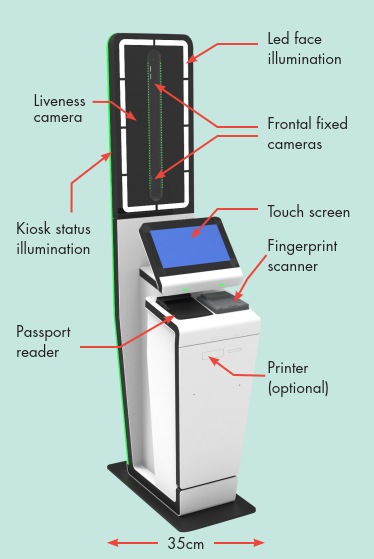 Led face
illumination
Liveness
camera
Frontal fixed
cameras
Touch screen
Kiosk status
illumination
Fingerprint
scanner
Passport
reader
Printer
(optional)
35cm